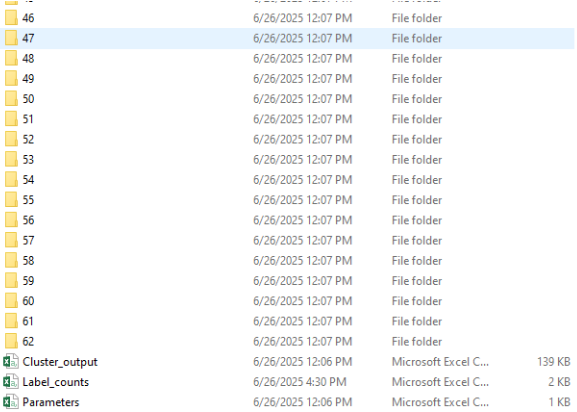 46 6/26/2025 12:07 PM File folder
47 6/26/2025 12:07 PM File folder
48 6/26/2025 12:07 PM File folder
49 6/26/2025 12:07 PM File folder
50 6/26/2025 12:07 PM File folder
51 6/26/2025 12:07 PM File folder
52 6/26/2025 12:07 PM File folder
53 6/26/2025 12:07 PM File folder
54 6/26/2025 12:07 PM File folder
55 6/26/2025 12:07 PM File folder
56 6/26/2025 12:07 PM File folder
57 6/26/2025 12:07 PM File folder
58 6/26/2025 12:07 PM File folder
59 6/26/2025 12:07 PM File folder
60 6/26/2025 12:07 PM File folder
61 6/26/2025 12:07 PM File folder
62 6/26/2025 12:07 PM File folder
Cluster_output 6/26/2025 12:06 PM Microsoft Excel C... 139 KB
Label_counts 6/26/2025 4:30 PM Microsoft Excel C... 2 KB
Parameters 6/26/2025 12:06 PM Microsoft Excel C... 1 KB